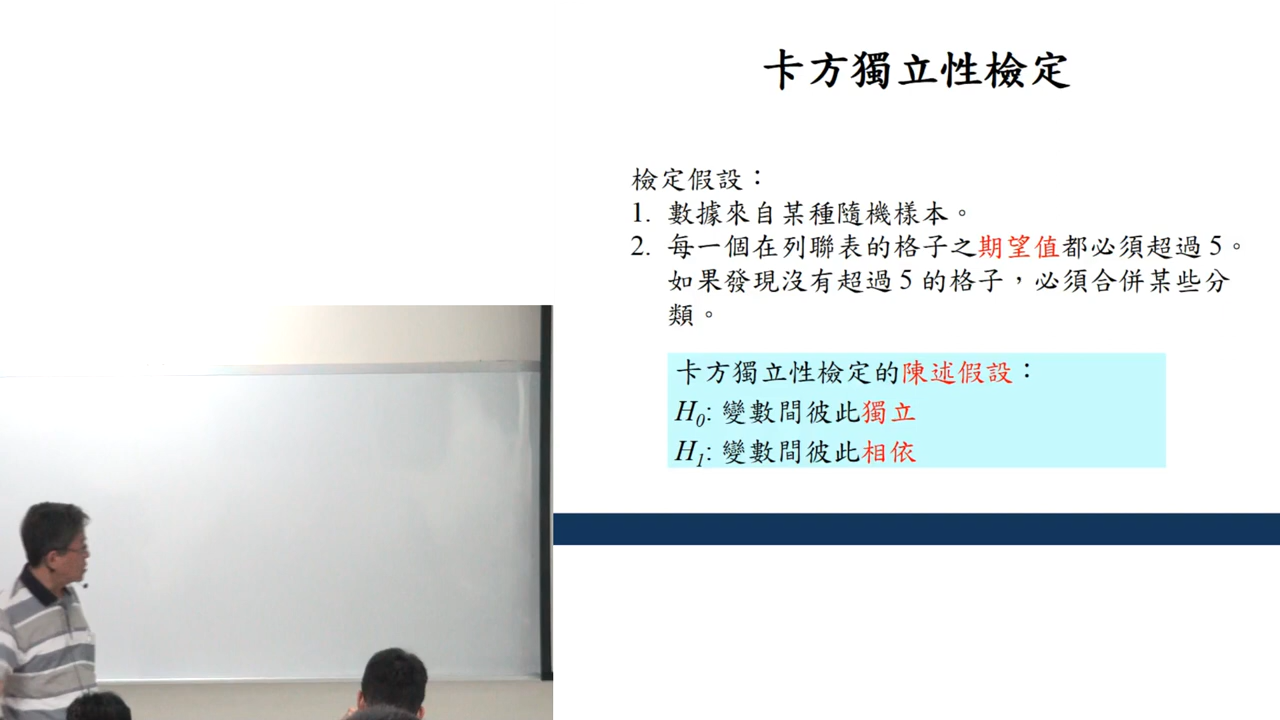 卡方獨立性檢定
檢定假設：
1. 數據來自某種隨機樣本。
2. 每一個在列聯表的格子之期望值都必須超過 5。
如果發現沒有超過 5 的格子，必須合併某些分
類。
卡方獨立性檢定的陳述假設：
H0: 變數間彼此獨立
H1: 變數間彼此相依